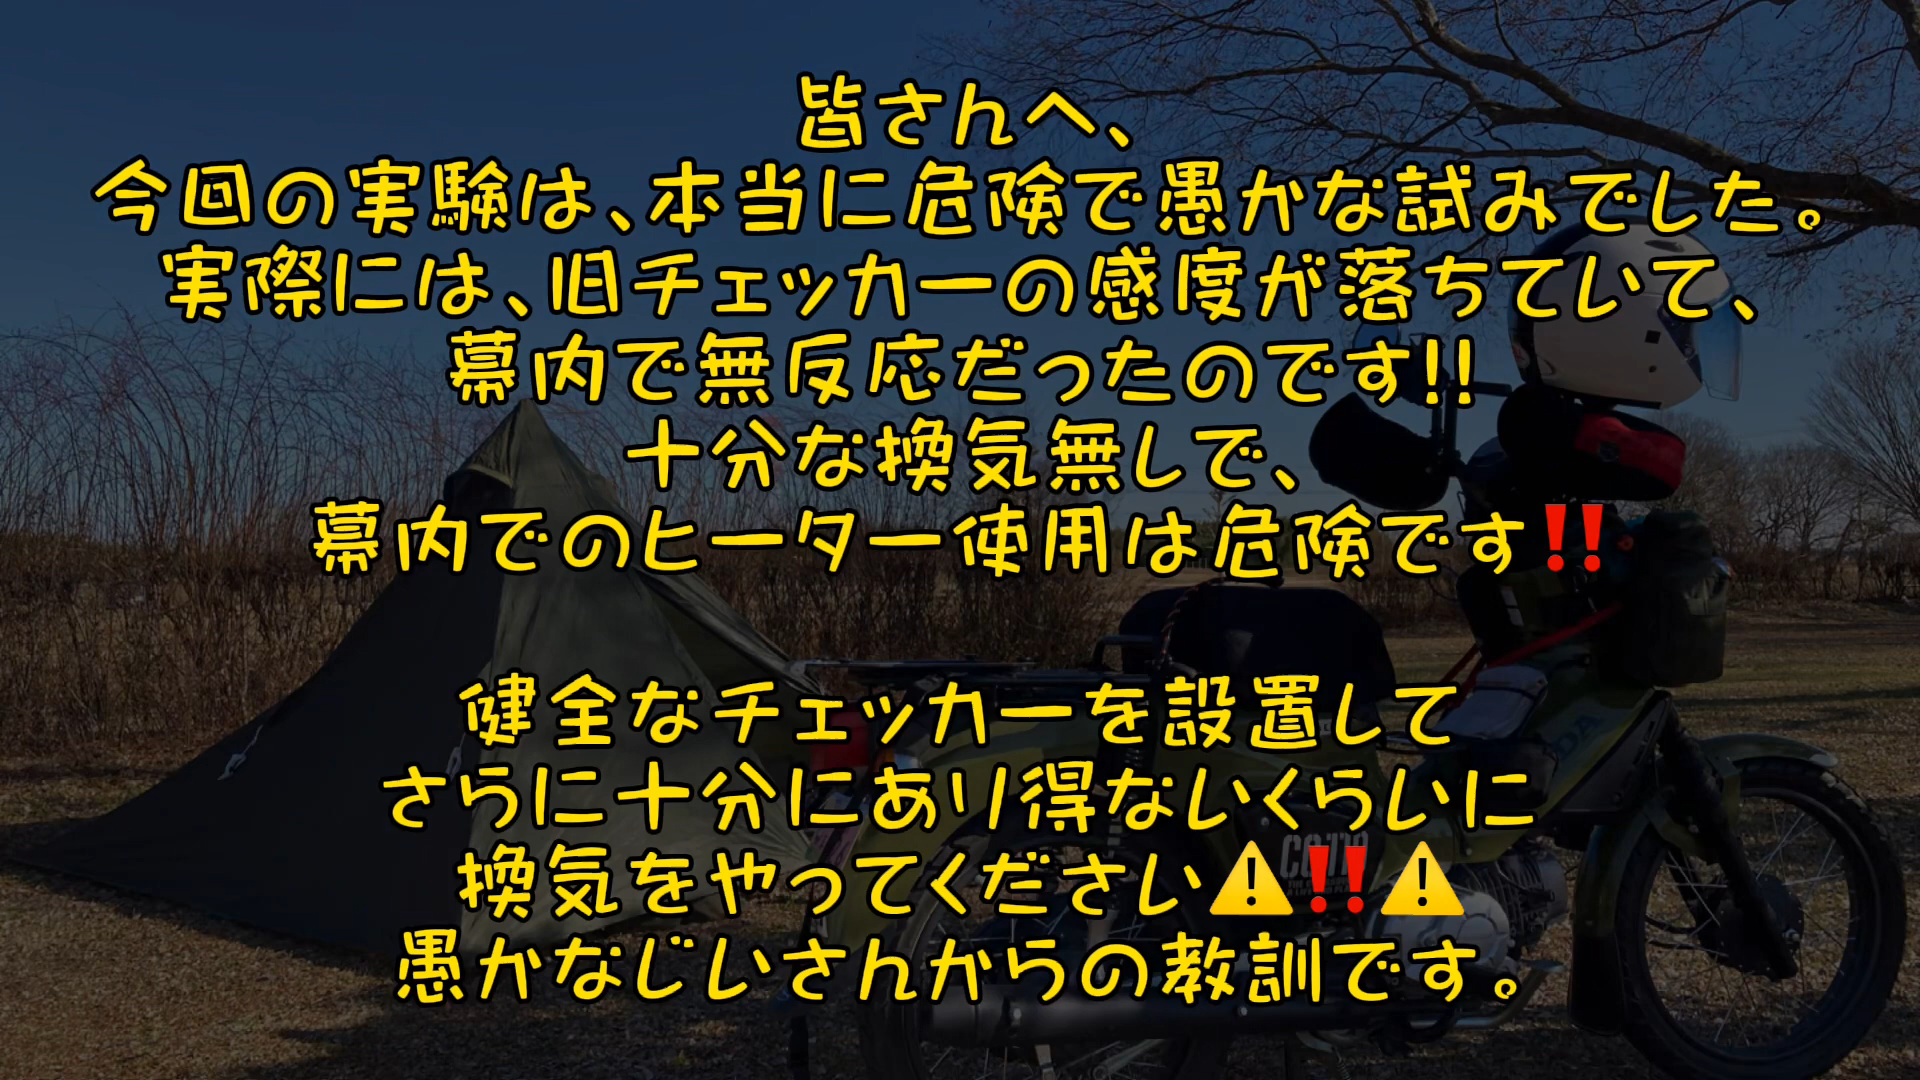 皆さんへ、
今回の実験は、本当に危険で愚かな試みでした。
実際には、旧チェッカーの感度が落ちていて、
幕内で無反応だったのです!!
十分な換気無しで、
幕内でのヒーター使用は危険です‼️
健全なチェッカーを設置して
さらに十分にあり得ないくらいに
換気をやってください⚠️‼️⚠️
愚かなじいさんからの教訓です。